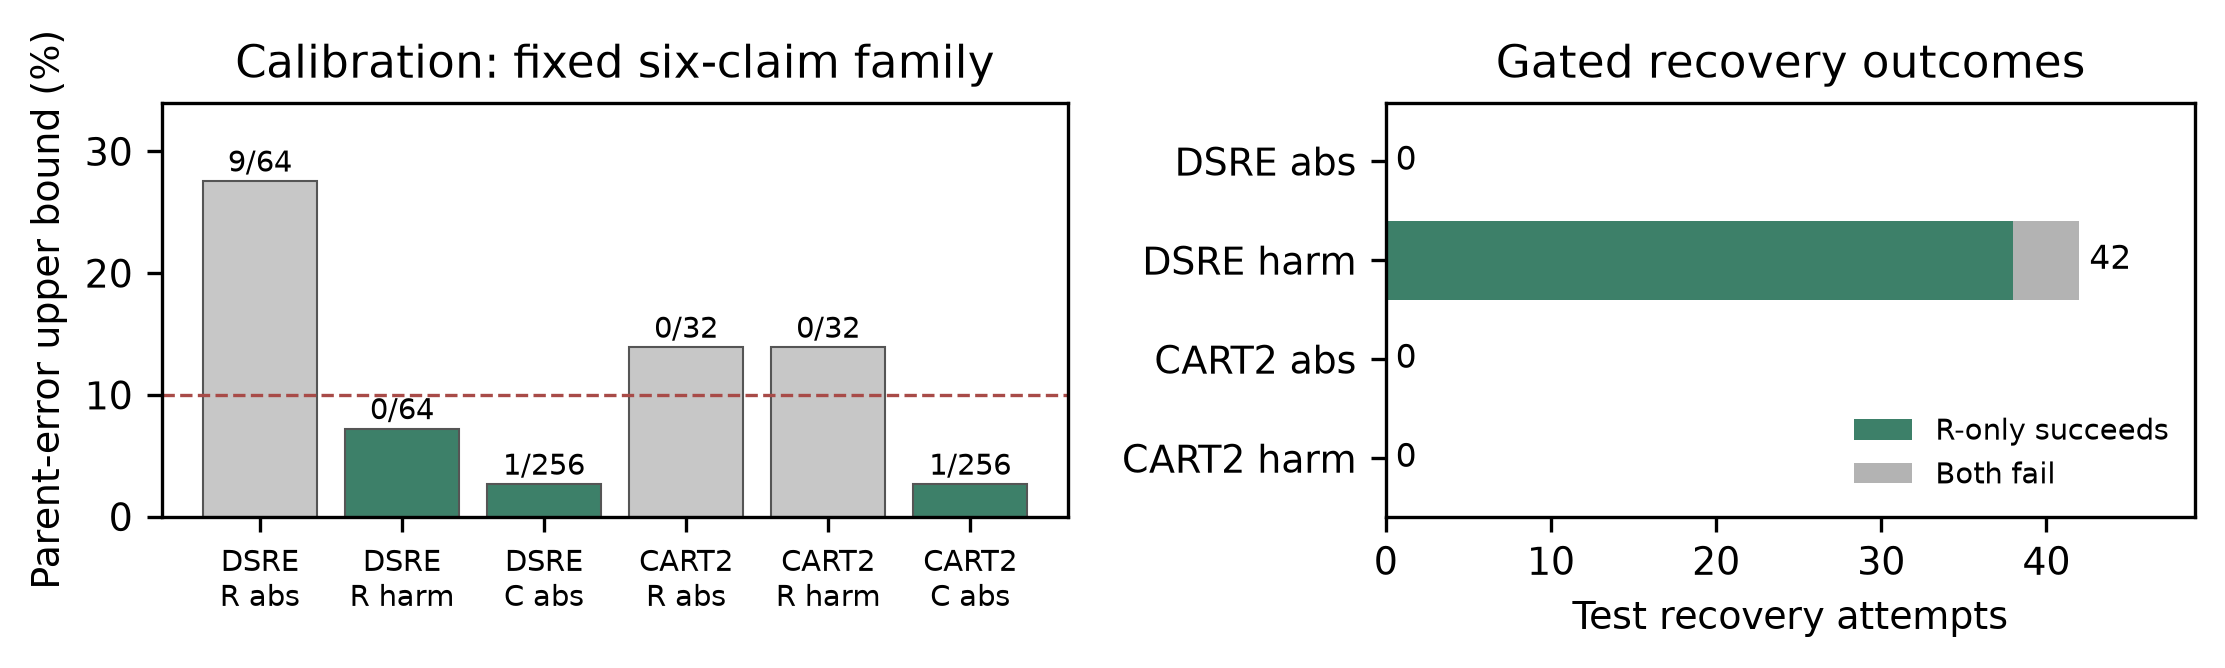 Calibration: fixed six-claim family
Parent-error upper bound (%)
30
20
10
0
9/64
0/64
1/256
0/32
0/32
1/256
DSRE
R abs
DSRE
R harm
DSRE
C abs
CART2
R abs
CART2
R harm
CART2
C abs
Gated recovery outcomes
DSRE abs
0
DSRE harm
42
CART2 abs
0
CART2 harm
0
R-only succeeds
Both fail
0
10
20
30
40
Test recovery attempts